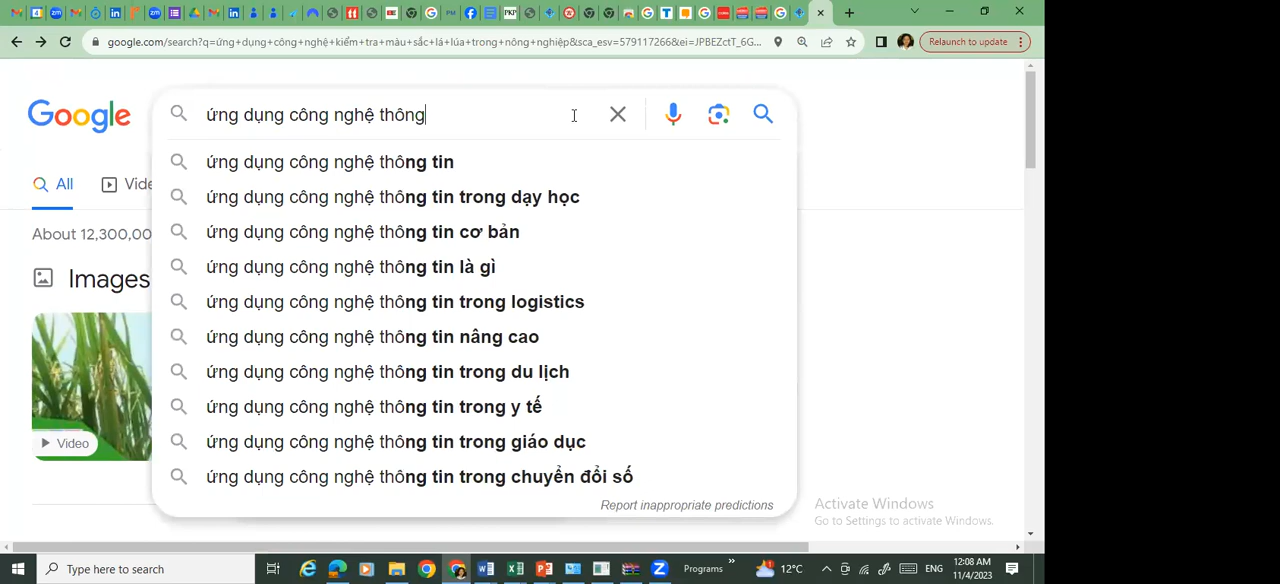 google.com/search?q=ứng+dụng+công+nghệ+kiểm+tra+màu+sắc+lá+lúa+trong+nông+nghiệp&sca_esv=579117266&ei=JPBEZctT_6G...
Relaunch to update
Google
ứng dụng công nghệ thông
ứng dụng công nghệ thông tin
All
Vide
ứng dụng công nghệ thông tin trong dạy học
About 12,300,00
ứng dụng công nghệ thông tin cơ bản
Images
ứng dụng công nghệ thông tin là gì
ứng dụng công nghệ thông tin trong logistics
ứng dụng công nghệ thông tin nâng cao
ứng dụng công nghệ thông tin trong du lịch
ứng dụng công nghệ thông tin trong y tế
Video
ứng dụng công nghệ thông tin trong giáo dục
ứng dụng công nghệ thông tin trong chuyển đổi số
Report inappropriate predictions
Activate Windows
Go to Settings to activate Windows.
Type here to search
Programs
12°C
ENG
12:08 AM
11/4/2023